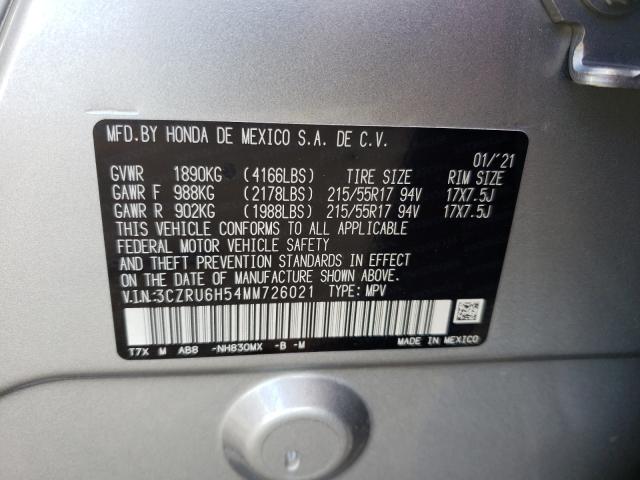 MFD.BY HONDA DE MEXICO S.A. DE C.V.
01/'21
GVWR 1890KG (4166LBS) TIRE SIZE RIM SIZE
GAWR F 988KG (2178LBS) 215/55R17 94V 17X7.5J
GAWR R 902KG (1988LBS) 215/55R17 94V 17X7.5J
THIS VEHICLE CONFORMS TO ALL APPLICABLE
FEDERAL MOTOR VEHICLE SAFETY
AND THEFT PREVENTION STANDARDS IN EFFECT
ON THE DATE OF MANUFACTURE SHOWN ABOVE.
V.I.N:3CZRU6H54MM726021 TYPE: MPV
T7X M AB8 -NH830MX -B -M MADE IN MEXICO